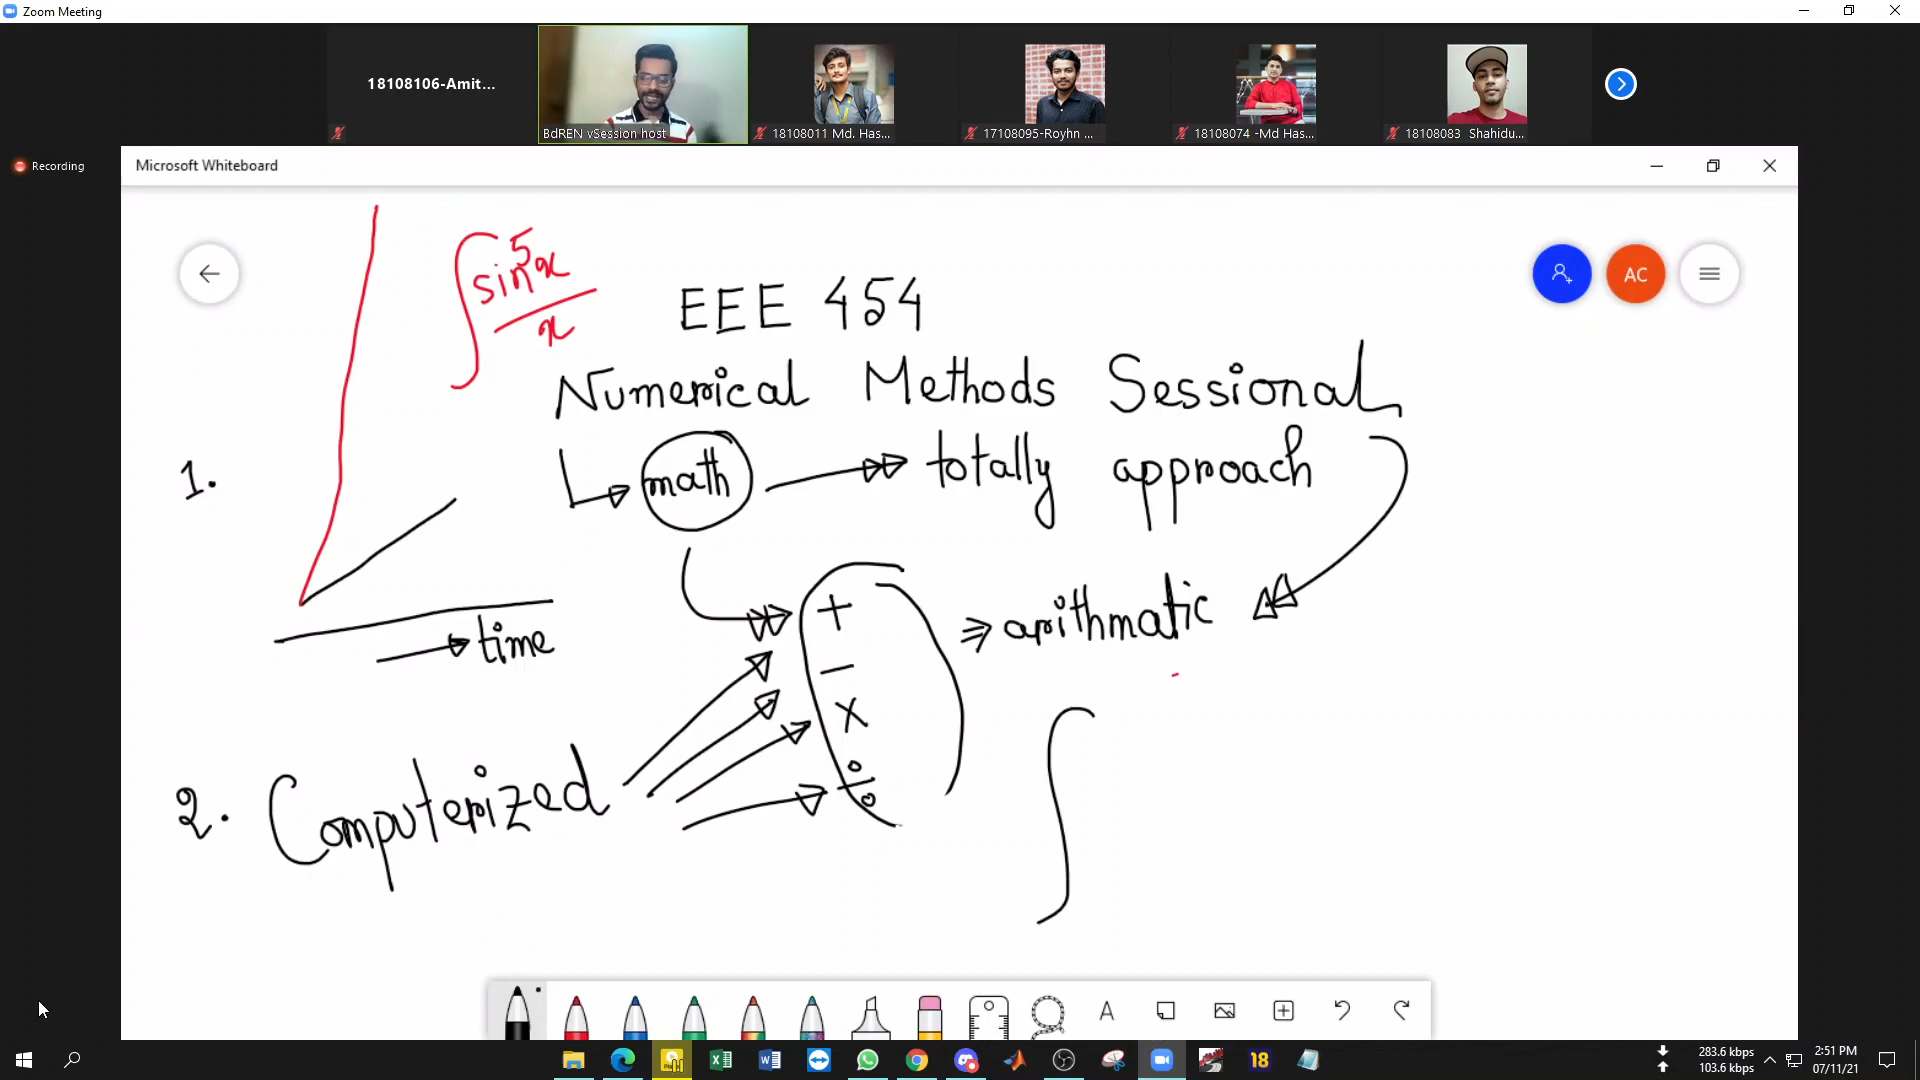 Zoom Meeting
18108106-Amit...
BdREN vSession host
18108011 Md. Has...
17108095-Royhn ...
18108074 -Md Has...
18108083 Shahidu...
Recording
Microsoft Whiteboard
AC
∫ sin⁵x / x
EEE 454
Numerical Methods Sessional
1.
math
totally approach
+
−
×
÷
⇒ arithmatic
time
2. Computerized
∫
A
18
283.6 kbps
103.6 kbps
2:51 PM
07/11/21